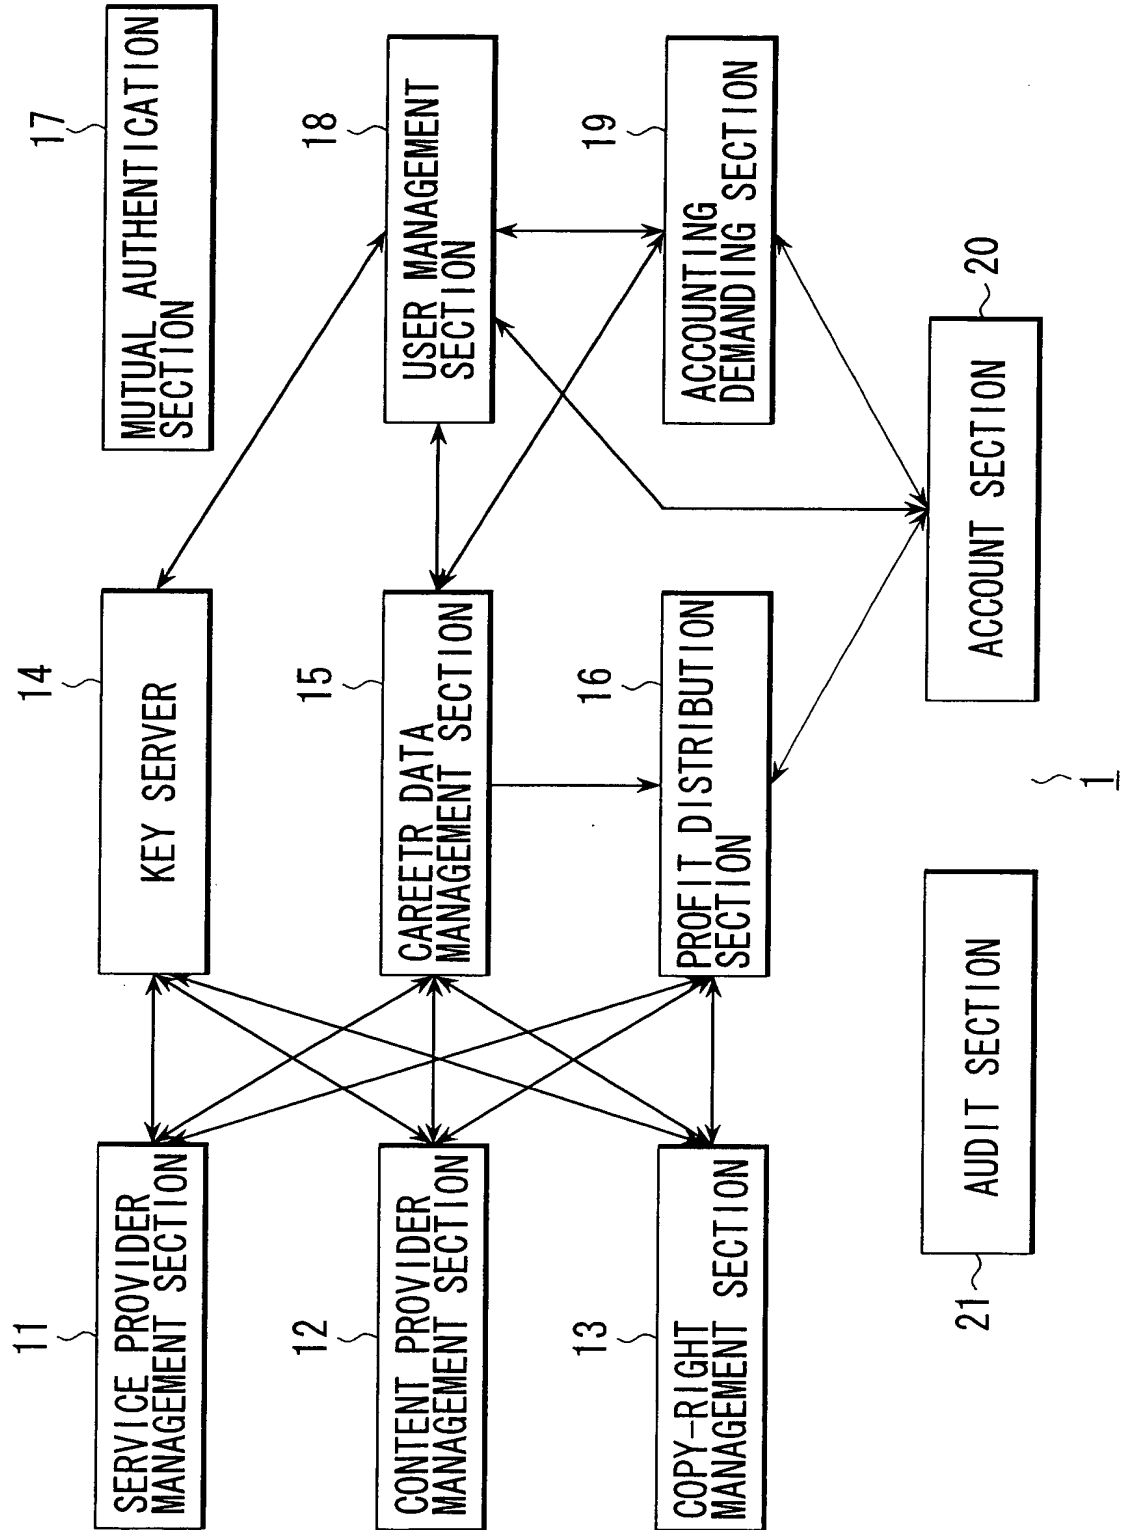 11
SERVICE PROVIDER
MANAGEMENT SECTION
12
CONTENT PROVIDER
MANAGEMENT SECTION
13
COPY-RIGHT
MANAGEMENT SECTION
14
KEY SERVER
15
CAREETR DATA
MANAGEMENT SECTION
16
PROFIT DISTRIBUTION
SECTION
17
MUTUAL AUTHENTICATION
SECTION
18
USER MANAGEMENT
SECTION
19
ACCOUNTING
DEMANDING SECTION
20
ACCOUNT SECTION
21
AUDIT SECTION
1